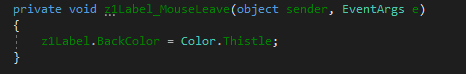 private void z1Label_MouseLeave(object sender, EventArgs e)
{
z1Label.BackColor = Color.Thistle;
}